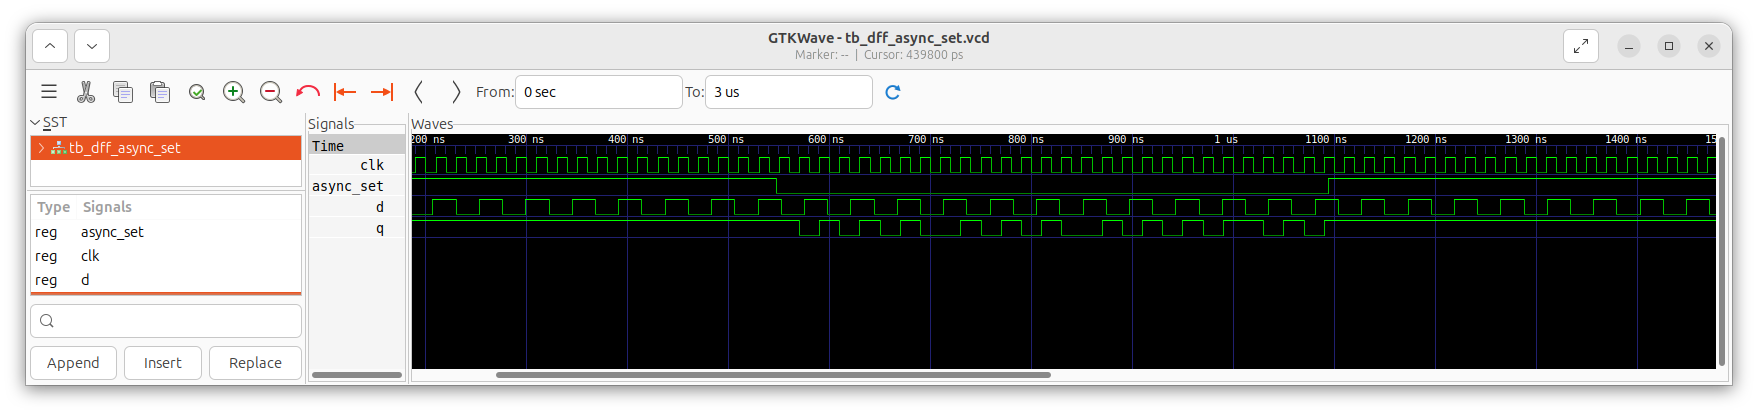 GTKWave - tb_dff_async_set.vcd
Marker: -- | Cursor: 439800 ps
From: 0 sec To: 3 us
SST
tb_dff_async_set
Type Signals
reg async_set
reg clk
reg d
Append Insert Replace
Signals
Time
clk
async_set
d
q
Waves
200 ns 300 ns 400 ns 500 ns 600 ns 700 ns 800 ns 900 ns 1 us 1100 ns 1200 ns 1300 ns 1400 ns 15